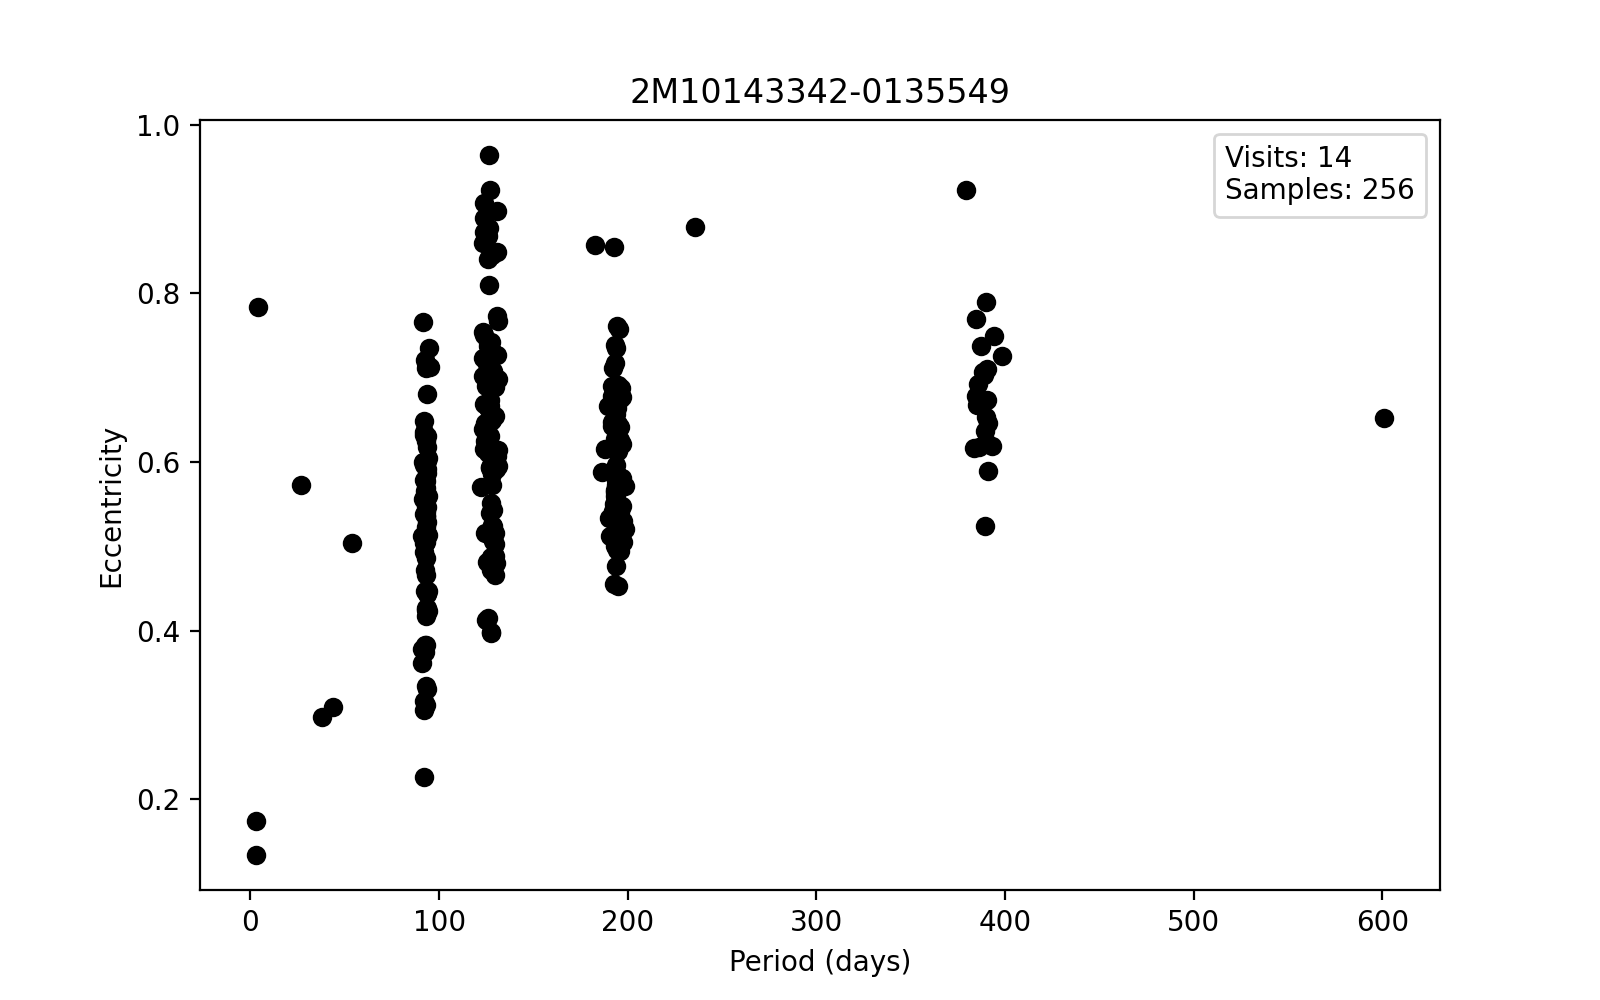 2M10143342-0135549
Visits: 14
Samples: 256
Eccentricity
1.0
0.8
0.6
0.4
0.2
0 100 200 300 400 500 600
Period (days)